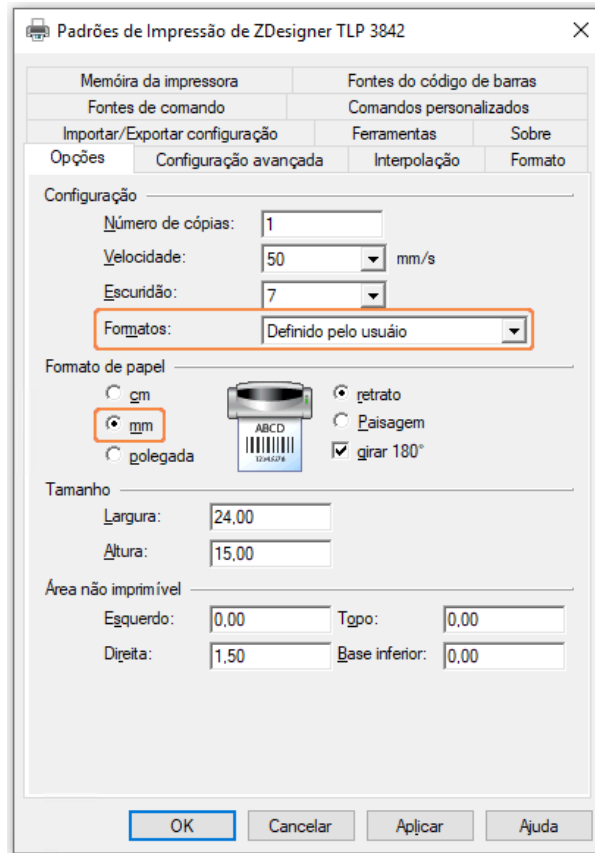 Padrões de Impressão de ZDesigner TLP 3842
Memóira da impressora Fontes do código de barras
Fontes de comando Comandos personalizados
Importar/Exportar configuração Ferramentas Sobre
Opções Configuração avançada Interpolação Formato
Configuração
Número de cópias: 1
Velocidade: 50 mm/s
Escuridão: 7
Formatos: Definido pelo usuáio
Formato de papel
cm retrato
mm Paisagem
polegada girar 180°
ABCD
12345678
Tamanho
Largura: 24,00
Altura: 15,00
Área não imprimível
Esquerdo: 0,00 Topo: 0,00
Direita: 1,50 Base inferior: 0,00
OK Cancelar Aplicar Ajuda